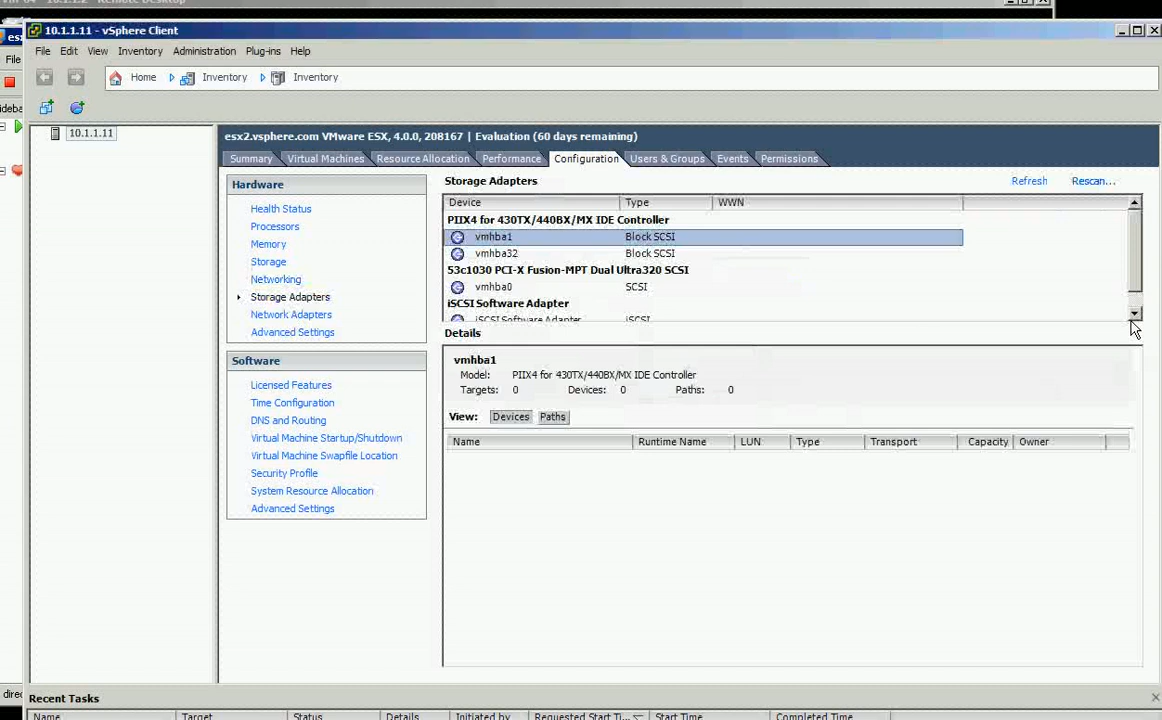 10.1.1.11 - vSphere Client
File Edit View Inventory Administration Plug-ins Help
Home Inventory Inventory
10.1.1.11
esx2.vsphere.com VMware ESX, 4.0.0, 208167 | Evaluation (60 days remaining)
Summary Virtual Machines Resource Allocation Performance Configuration Users & Groups Events Permissions
Hardware
Health Status
Processors
Memory
Storage
Networking
Storage Adapters
Network Adapters
Advanced Settings
Software
Licensed Features
Time Configuration
DNS and Routing
Virtual Machine Startup/Shutdown
Virtual Machine Swapfile Location
Security Profile
System Resource Allocation
Advanced Settings
Storage Adapters Refresh Rescan...
Device Type WWN
PIIX4 for 430TX/440BX/MX IDE Controller
vmhba1 Block SCSI
vmhba32 Block SCSI
53c1030 PCI-X Fusion-MPT Dual Ultra320 SCSI
vmhba0 SCSI
iSCSI Software Adapter
iSCSI Software Adapter iSCSI
Details
vmhba1
Model: PIIX4 for 430TX/440BX/MX IDE Controller
Targets: 0 Devices: 0 Paths: 0
View: Devices Paths
Name Runtime Name LUN Type Transport Capacity Owner
Recent Tasks
Name Target Status Details Initiated by Requested Start Ti... Start Time Completed Time